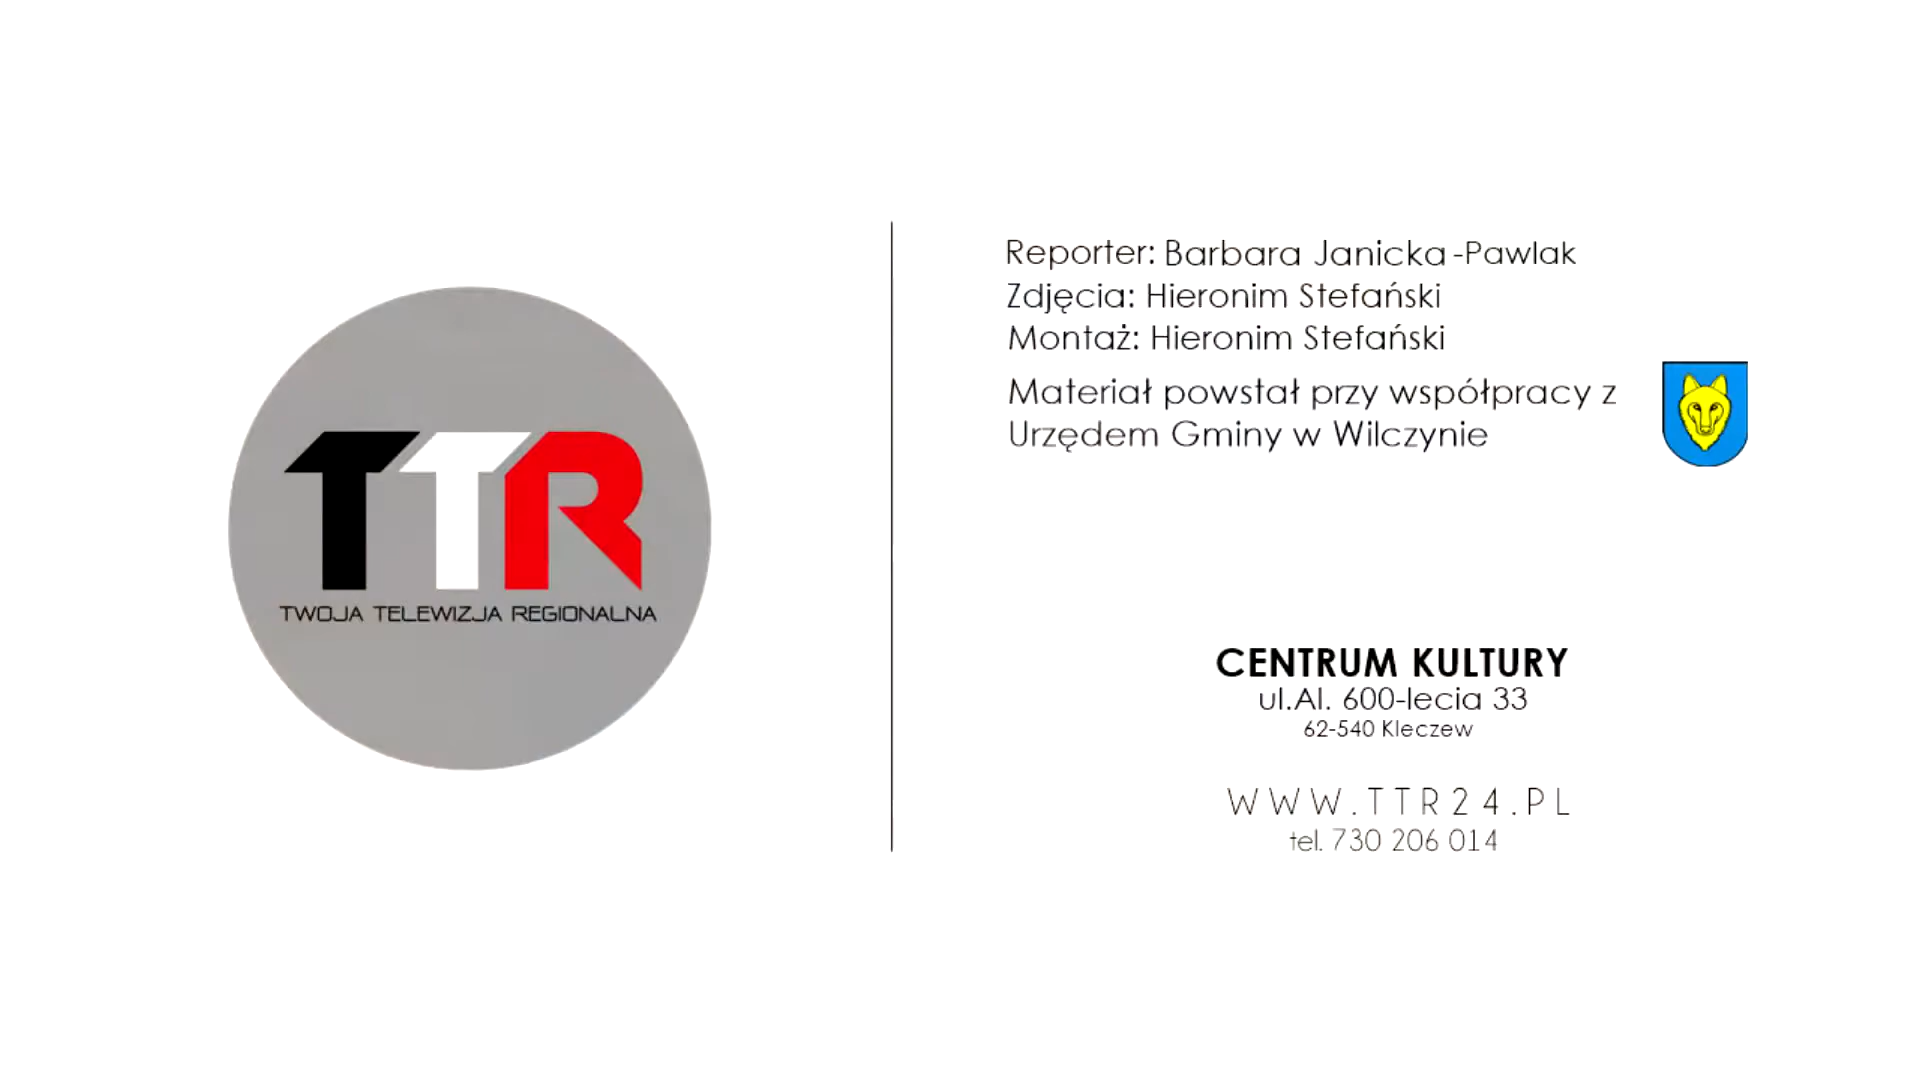 TTR
TWOJA TELEWIZJA REGIONALNA
Reporter: Barbara Janicka-Pawlak
Zdjęcia: Hieronim Stefański
Montaż: Hieronim Stefański
Materiał powstał przy współpracy z
Urzędem Gminy w Wilczynie
CENTRUM KULTURY
ul.Al. 600-lecia 33
62-540 Kleczew
WWW.TTR24.PL
tel. 730 206 014